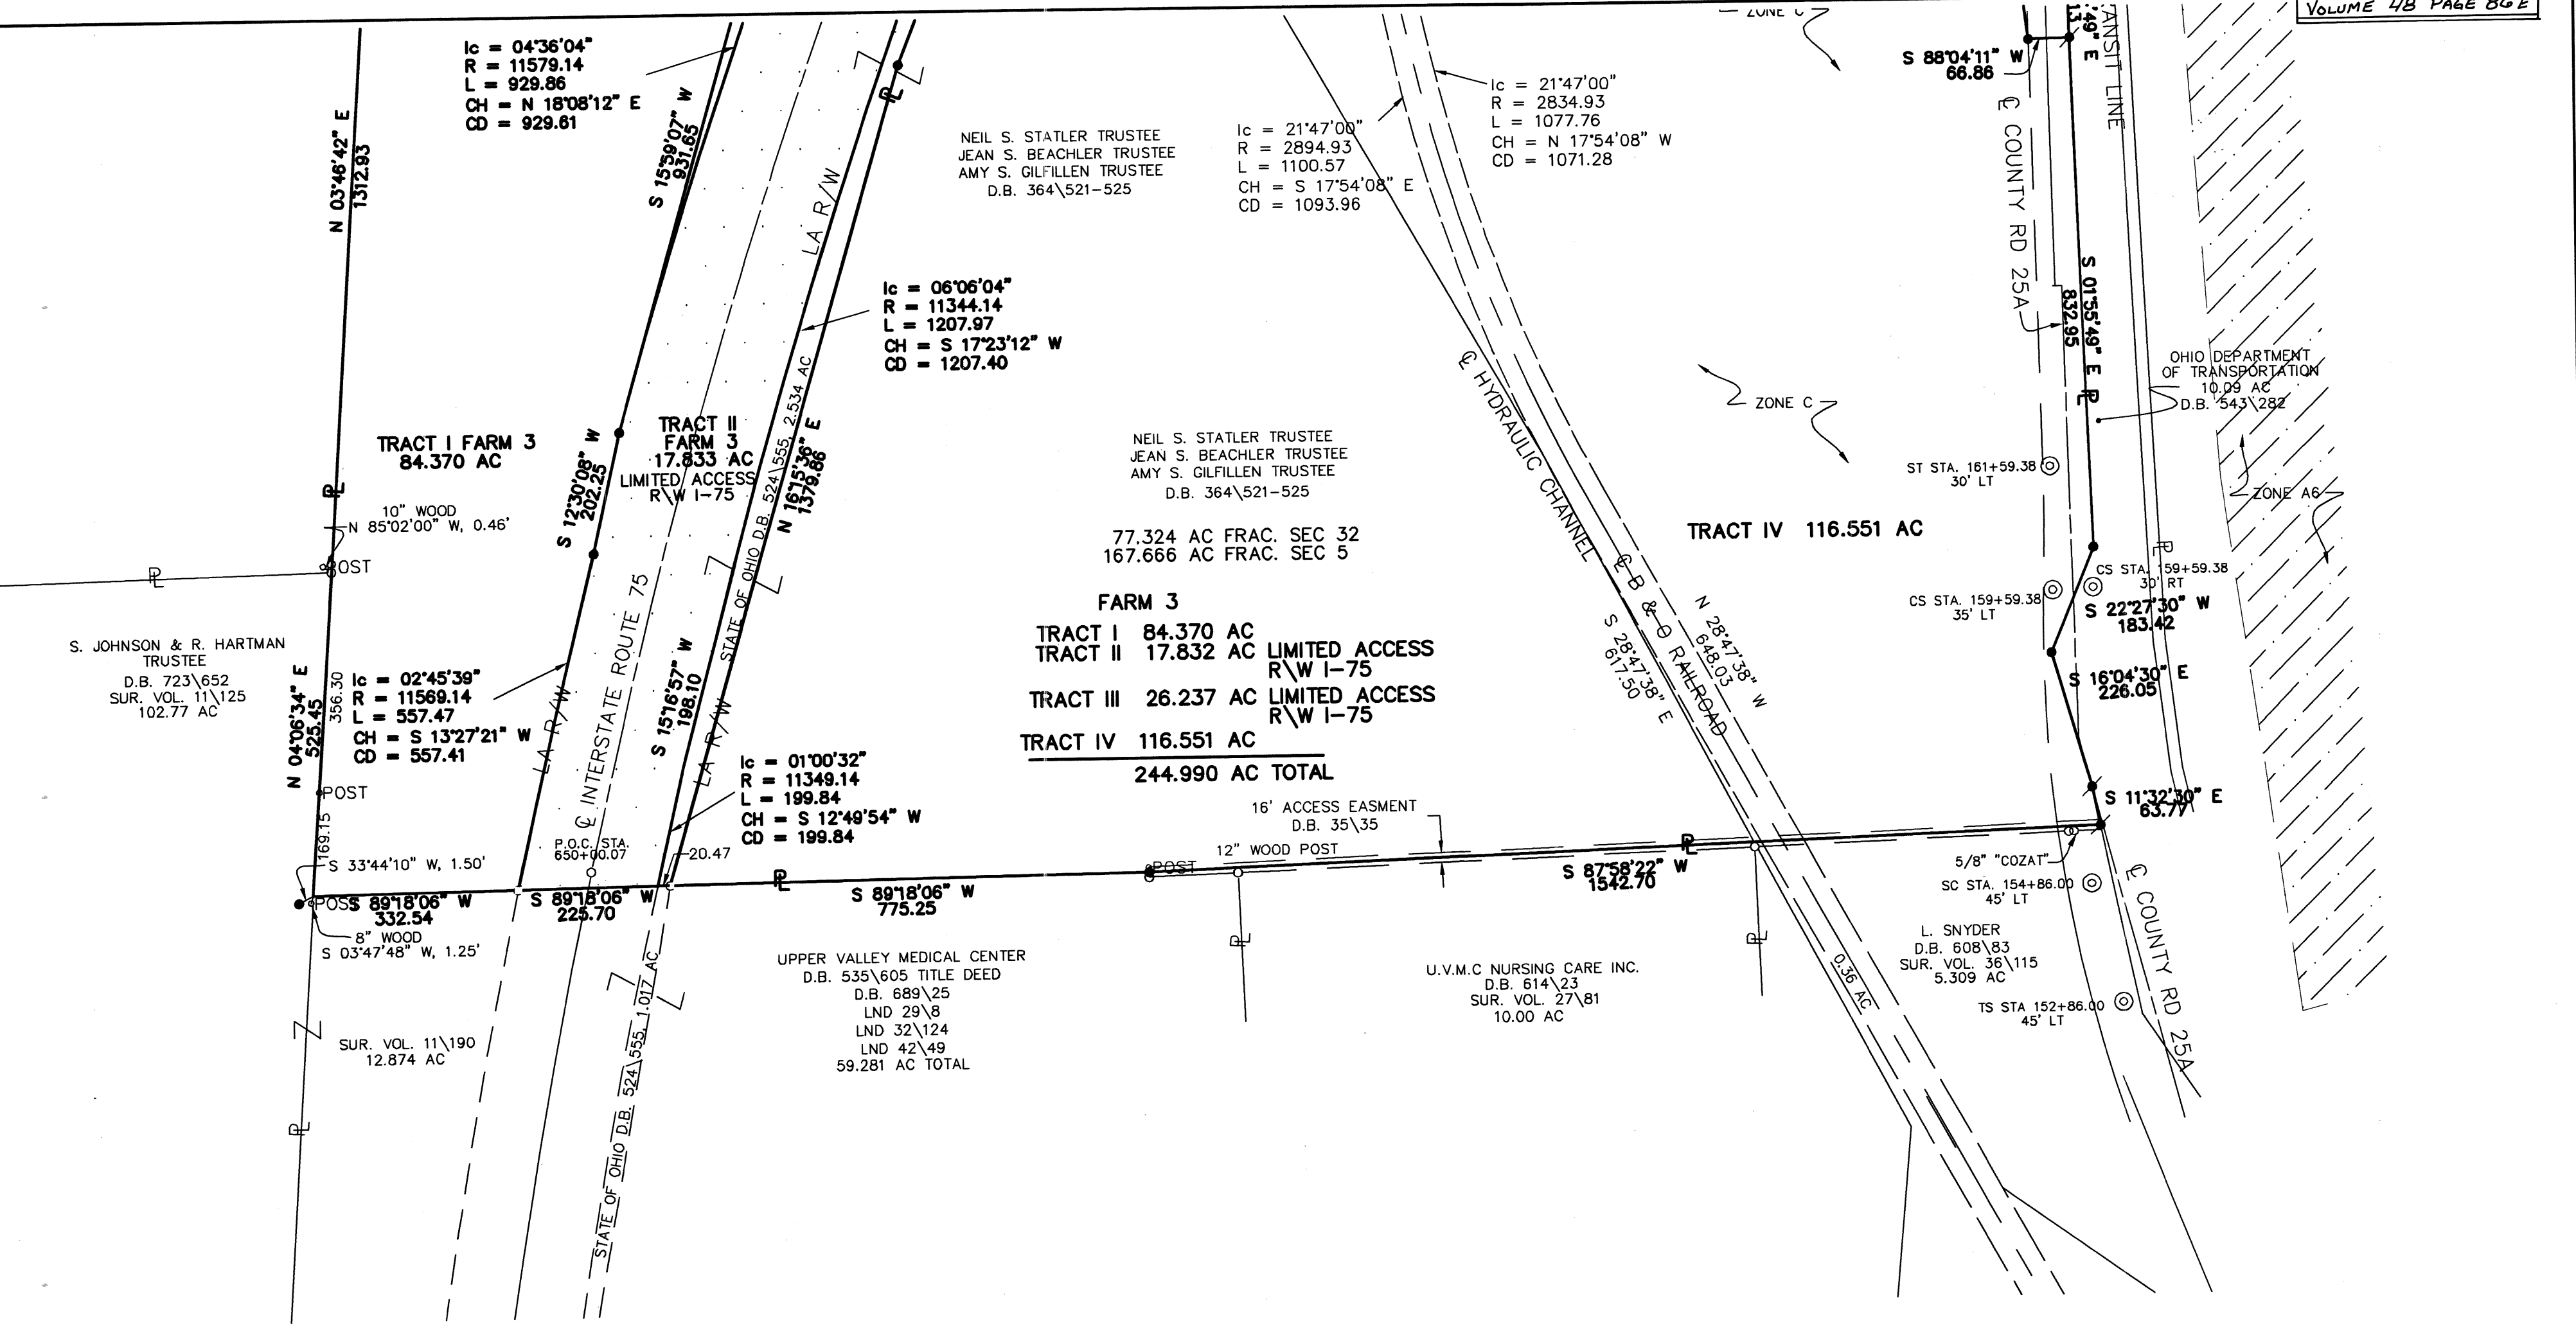 VOLUME 48 PAGE 86E
Ic = 04°36'04"
R = 11579.14
L = 929.86
CH = N 18°08'12" E
CD = 929.61
N 03°46'42" E
1312.93
S 15°59'07" W
931.65
LA R/W
NEIL S. STATLER TRUSTEE
JEAN S. BEACHLER TRUSTEE
AMY S. GILFILLEN TRUSTEE
D.B. 364\521-525
Ic = 21°47'00"
R = 2894.93
L = 1100.57
CH = S 17°54'08" E
CD = 1093.96
Ic = 21°47'00"
R = 2834.93
L = 1077.76
CH = N 17°54'08" W
CD = 1071.28
S 88°04'11" W
66.86
℄ COUNTY RD 25A
S 01°55'49" E
832.95
Ic = 06°06'04"
R = 11344.14
L = 1207.97
CH = S 17°23'12" W
CD = 1207.40
OHIO DEPARTMENT
OF TRANSPORTATION
10.09 AC
D.B. 543\282
ZONE C
TRACT I FARM 3
84.370 AC
TRACT II
FARM 3
17.833 AC
LIMITED ACCESS
R\W I-75
STATE OF OHIO D.B. 524\555, 2.534 AC
N 16°15'36" E
1379.86
S 12°30'08" W
202.25
10" WOOD
N 85°02'00" W, 0.46'
POST
NEIL S. STATLER TRUSTEE
JEAN S. BEACHLER TRUSTEE
AMY S. GILFILLEN TRUSTEE
D.B. 364\521-525
77.324 AC FRAC. SEC 32
167.666 AC FRAC. SEC 5
℄ HYDRAULIC CHANNEL
TRACT IV 116.551 AC
ST STA. 161+59.38
30' LT
ZONE A6
CS STA. 159+59.38
30' RT
CS STA. 159+59.38
35' LT
S 22°27'30" W
183.42
S 16°04'30" E
226.05
S 11°32'30" E
63.77
FARM 3
TRACT I 84.370 AC
TRACT II 17.832 AC LIMITED ACCESS
R\W I-75
TRACT III 26.237 AC LIMITED ACCESS
R\W I-75
TRACT IV 116.551 AC
244.990 AC TOTAL
℄ B & O RAILROAD
N 28°47'38" W
648.03
S 28°47'38" E
617.50
S. JOHNSON & R. HARTMAN
TRUSTEE
D.B. 723\652
SUR. VOL. 11\125
102.77 AC
N 04°06'34" E
525.45
356.30
Ic = 02°45'39"
R = 11569.14
L = 557.47
CH = S 13°27'21" W
CD = 557.41
LA R/W
℄ INTERSTATE ROUTE 75
S 15°16'57" W
198.10
LA R/W
Ic = 01°00'32"
R = 11349.14
L = 199.84
CH = S 12°49'54" W
CD = 199.84
POST
169.15
S 33°44'10" W, 1.50'
P.O.C. STA.
650+00.07
20.47
16' ACCESS EASMENT
D.B. 35\35
12" WOOD POST
POST
POST
S 89°18'06" W
332.54
S 89°18'06" W
225.70
S 89°18'06" W
775.25
S 87°58'22" W
1542.70
8" WOOD
S 03°47'48" W, 1.25'
5/8" "COZAT"
SC STA. 154+86.00
45' LT
℄ COUNTY RD 25A
L. SNYDER
D.B. 608\83
SUR. VOL. 36\115
5.309 AC
TS STA 152+86.00
45' LT
UPPER VALLEY MEDICAL CENTER
D.B. 535\605 TITLE DEED
D.B. 689\25
LND 29\8
LND 32\124
LND 42\49
59.281 AC TOTAL
U.V.M.C NURSING CARE INC.
D.B. 614\23
SUR. VOL. 27\81
10.00 AC
0.36 AC
SUR. VOL. 11\190
12.874 AC
STATE OF OHIO D.B. 524\555, 1.017 AC